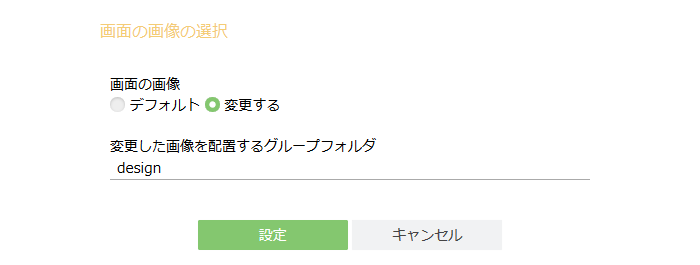 画面の画像の選択
画面の画像
デフォルト 変更する
変更した画像を配置するグループフォルダ
design
設定 キャンセル